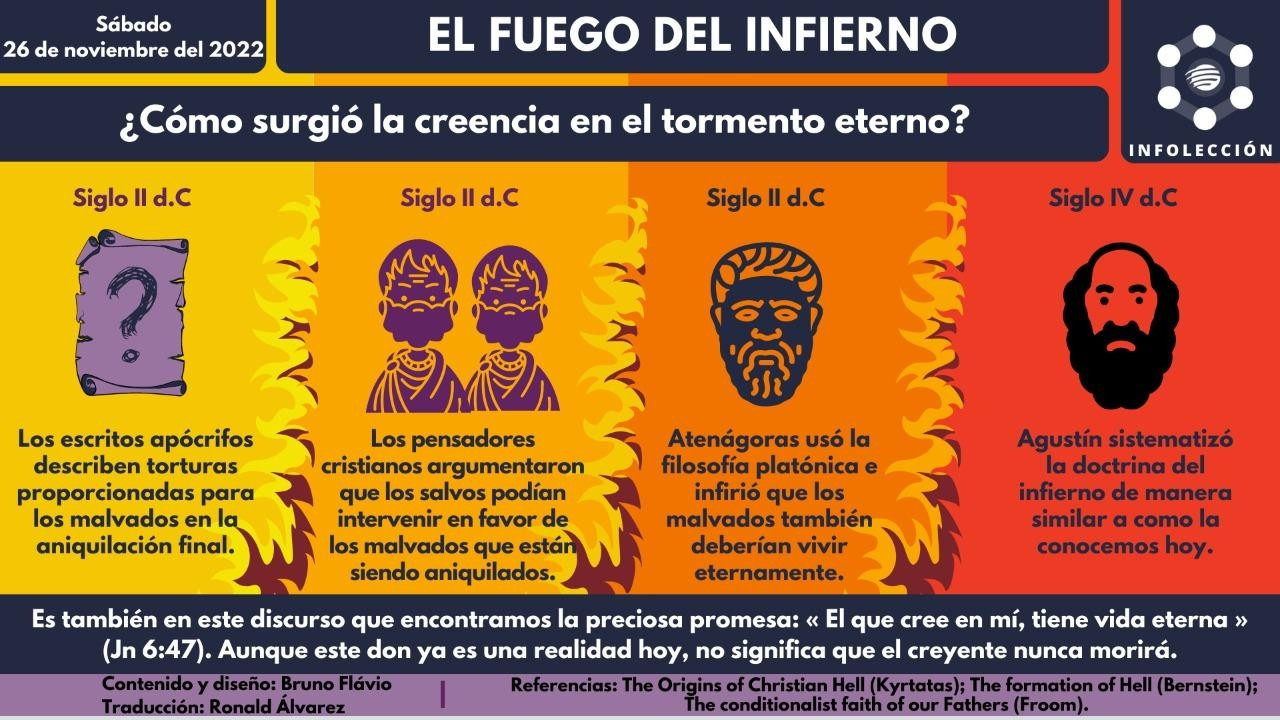 Sábado
26 de noviembre del 2022
EL FUEGO DEL INFIERNO
INFOLECCIÓN
¿Cómo surgió la creencia en el tormento eterno?
Siglo II d.C
?
Los escritos apócrifos
describen torturas
proporcionadas para
los malvados en la
aniquilación final.
Siglo II d.C
Los pensadores
cristianos argumentaron
que los salvos podían
intervenir en favor de
los malvados que están
siendo aniquilados.
Siglo II d.C
Atenágoras usó la
filosofía platónica e
infirió que los
malvados también
deberían vivir
eternamente.
Siglo IV d.C
Agustín sistematizó
la doctrina del
infierno de manera
similar a como la
conocemos hoy.
Es también en este discurso que encontramos la preciosa promesa: « El que cree en mí, tiene vida eterna »
(Jn 6:47). Aunque este don ya es una realidad hoy, no significa que el creyente nunca morirá.
Contenido y diseño: Bruno Flávio
Traducción: Ronald Álvarez
Referencias: The Origins of Christian Hell (Kyrtatas); The formation of Hell (Bernstein);
The conditionalist faith of our Fathers (Froom).